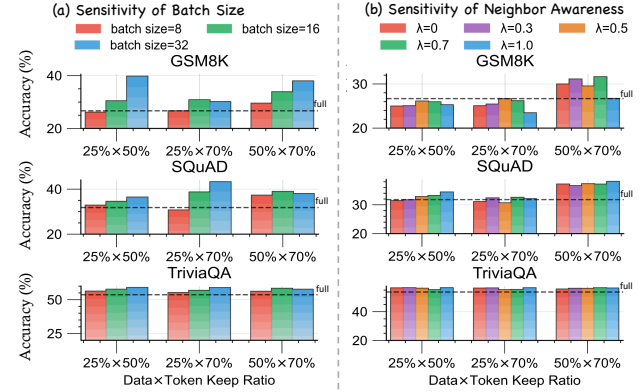 (a) Sensitivity of Batch Size
batch size=8
batch size=16
batch size=32
GSM8K
Accuracy (%)
40
20
full
25%×50%
25%×70%
50%×70%
SQuAD
Accuracy (%)
40
20
full
25%×50%
25%×70%
50%×70%
TriviaQA
Accuracy (%)
50
25
full
25%×50%
25%×70%
50%×70%
Data×Token Keep Ratio
(b) Sensitivity of Neighbor Awareness
λ=0
λ=0.3
λ=0.5
λ=0.7
λ=1.0
GSM8K
30
20
full
25%×50%
25%×70%
50%×70%
SQuAD
30
20
full
25%×50%
25%×70%
50%×70%
TriviaQA
40
20
full
25%×50%
25%×70%
50%×70%
Data×Token Keep Ratio